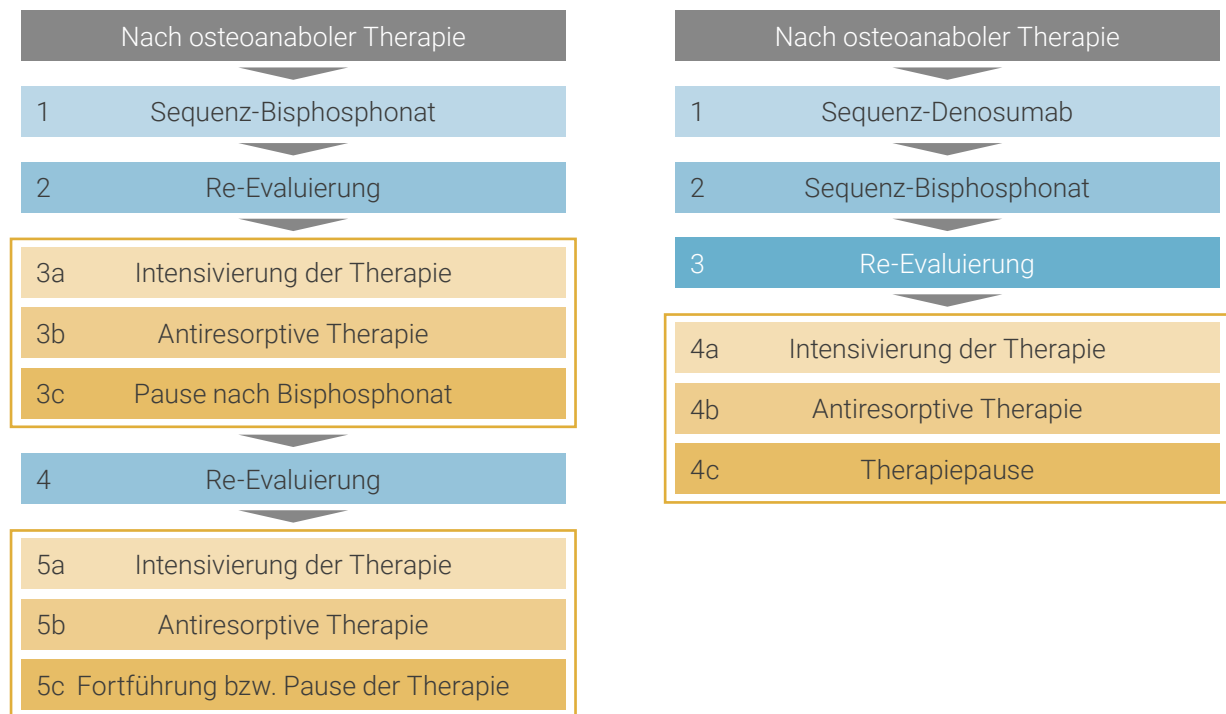 Nach osteoanaboler Therapie
1 Sequenz-Bisphosphonat
2 Re-Evaluierung
3a Intensivierung der Therapie
3b Antiresorptive Therapie
3c Pause nach Bisphosphonat
4 Re-Evaluierung
5a Intensivierung der Therapie
5b Antiresorptive Therapie
5c Fortführung bzw. Pause der Therapie
Nach osteoanaboler Therapie
1 Sequenz-Denosumab
2 Sequenz-Bisphosphonat
3 Re-Evaluierung
4a Intensivierung der Therapie
4b Antiresorptive Therapie
4c Therapiepause